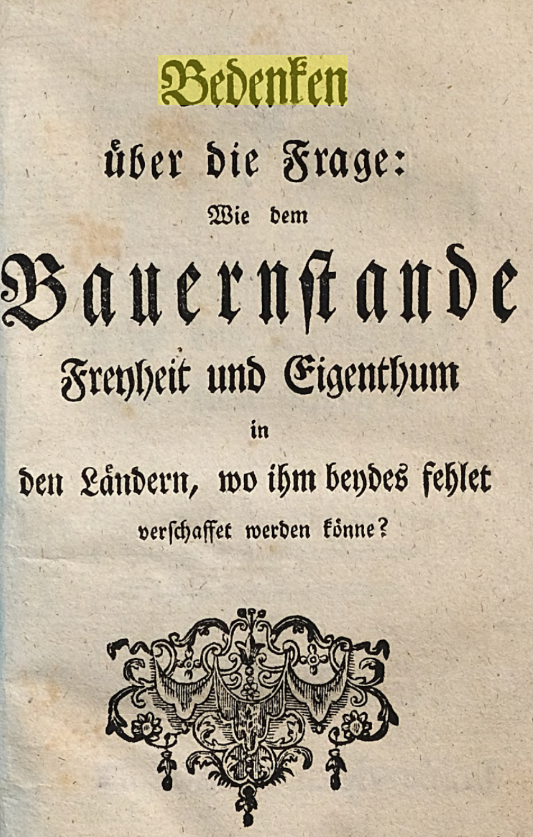 Bedenken
über die Frage:
Wie dem
Bauernstande
Freyheit und Eigenthum
in
den Ländern, wo ihm beydes fehlet
verschaffet werden könne?